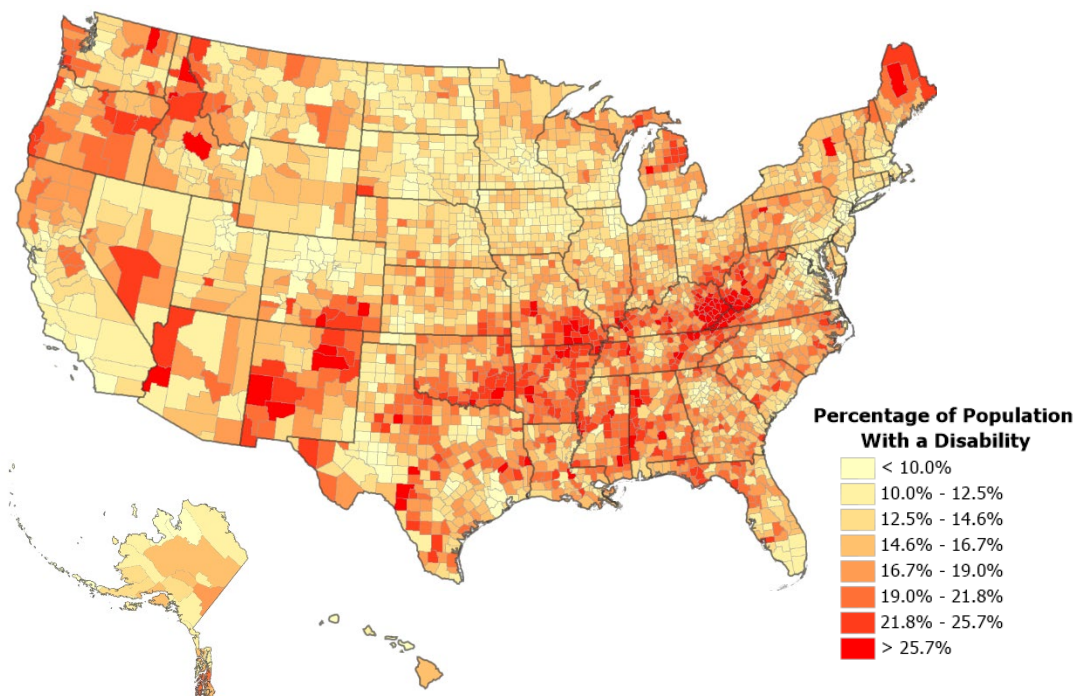 Percentage of Population
With a Disability
< 10.0%
10.0% - 12.5%
12.5% - 14.6%
14.6% - 16.7%
16.7% - 19.0%
19.0% - 21.8%
21.8% - 25.7%
> 25.7%